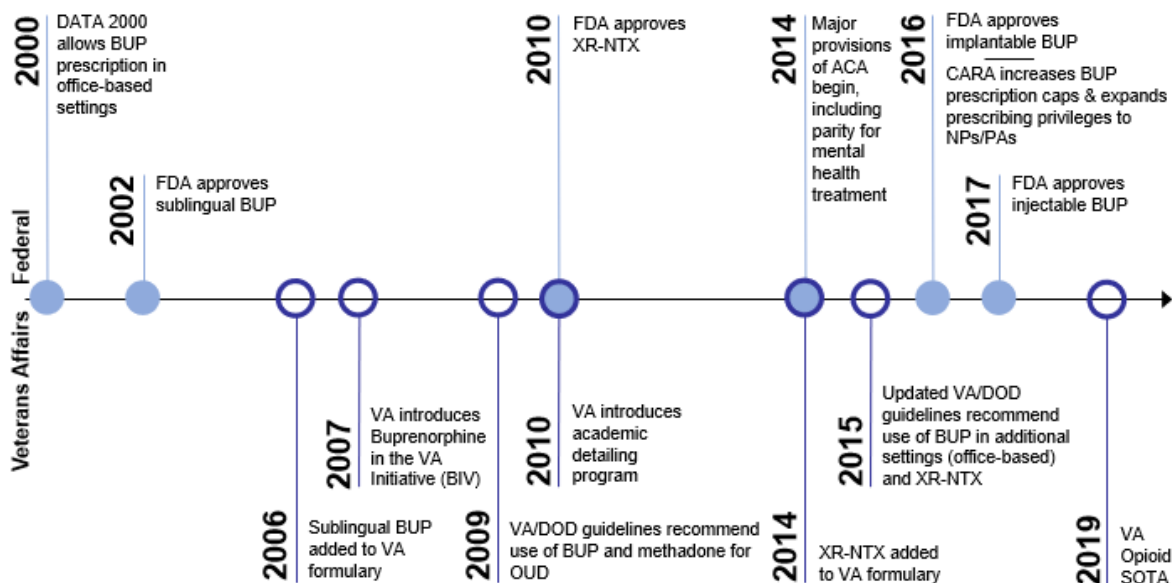 2000
DATA 2000
allows BUP
prescription in
office-based
settings
2002
FDA approves
sublingual BUP
2010
FDA approves
XR-NTX
2014
Major
provisions
of ACA
begin,
including
parity for
mental
health
treatment
2016
FDA approves
implantable BUP
CARA increases BUP
prescription caps & expands
prescribing privileges to
NPs/PAs
2017
FDA approves
injectable BUP
Federal
Veterans Affairs
2006
Sublingual BUP
added to VA
formulary
2007
VA introduces
Buprenorphine
in the VA
Initiative (BIV)
2009
VA/DOD guidelines recommend
use of BUP and methadone for
OUD
2010
VA introduces
academic
detailing
program
2014
XR-NTX added
to VA formulary
2015
Updated VA/DOD
guidelines recommend
use of BUP in additional
settings (office-based)
and XR-NTX
2019
VA
Opioid
SOTA